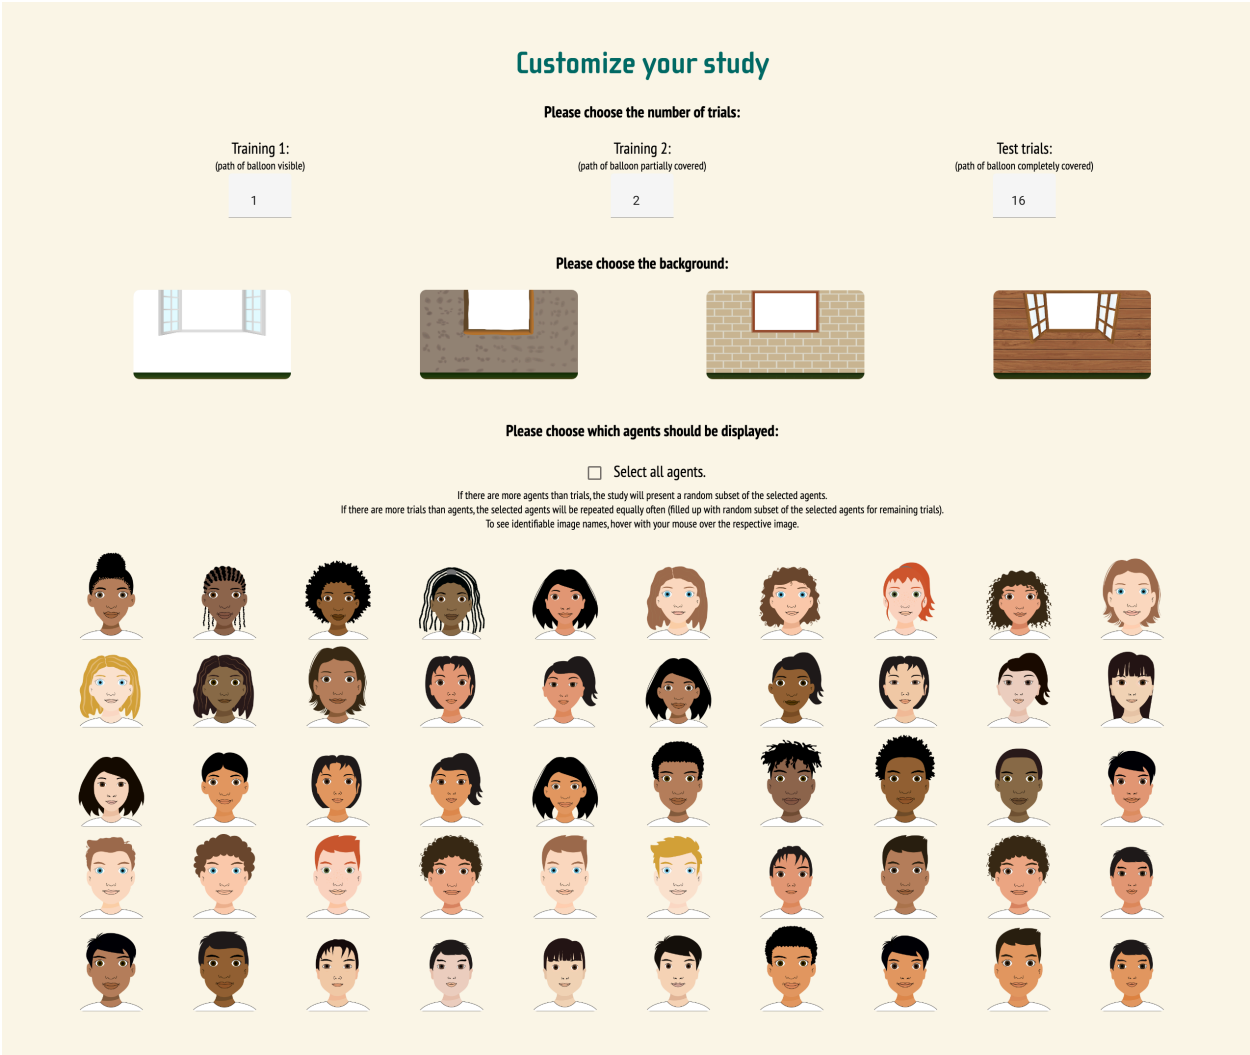 Customize your study
Please choose the number of trials:
Training 1:
(path of balloon visible)
1
Training 2:
(path of balloon partially covered)
2
Test trials:
(path of balloon completely covered)
16
Please choose the background:
Please choose which agents should be displayed:
Select all agents.
If there are more agents than trials, the study will present a random subset of the selected agents.
If there are more trials than agents, the selected agents will be repeated equally often (filled up with random subset of the selected agents for remaining trials).
To see identifiable image names, hover with your mouse over the respective image.